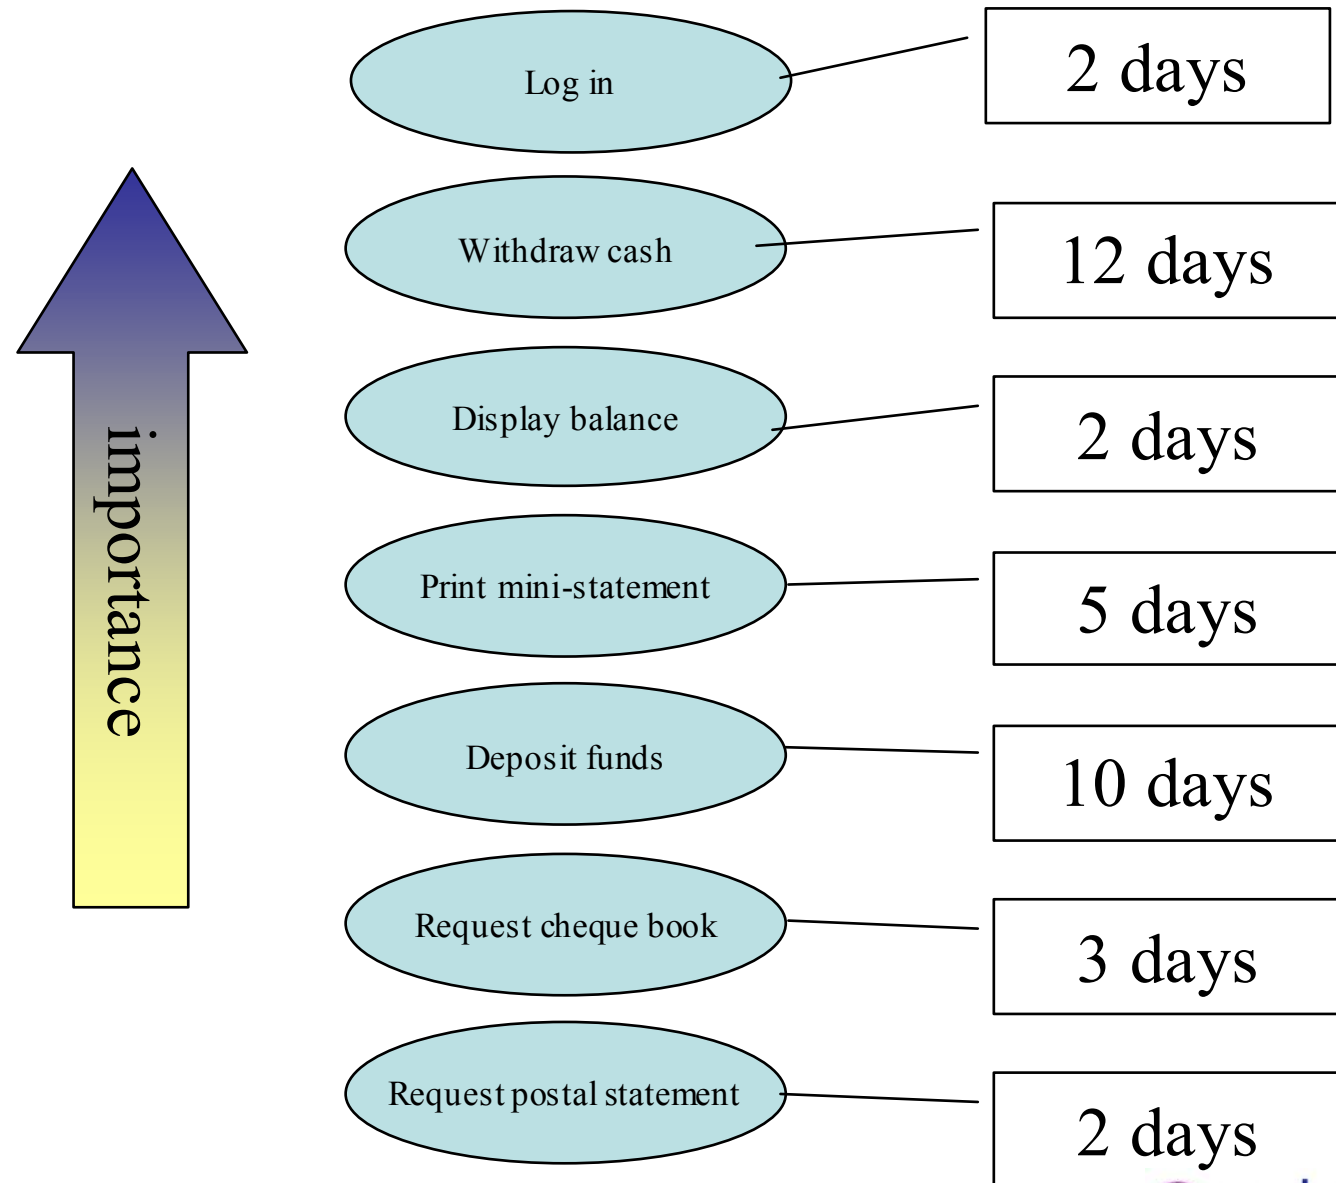 Log in
2 days
Withdraw cash
12 days
Display balance
2 days
importance
Print mini-statement
5 days
Deposit funds
10 days
Request cheque book
3 days
Request postal statement
2 days